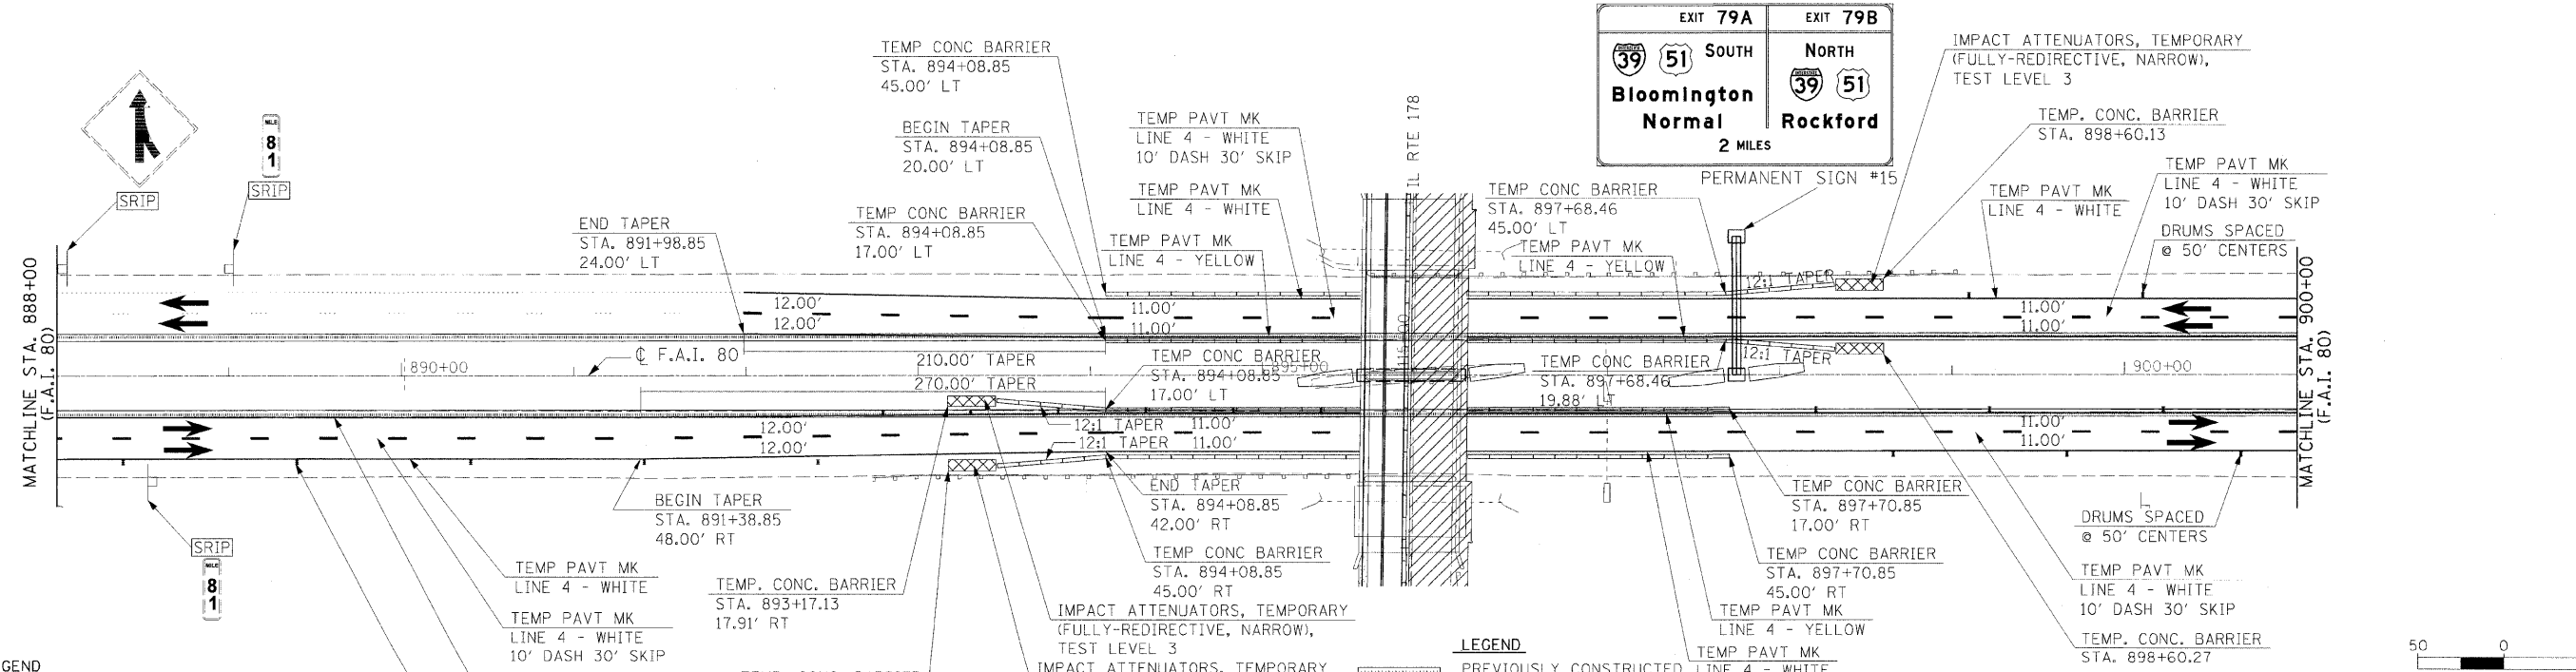 EXIT 79A
EXIT 79B
39 51 SOUTH
Bloomington
Normal
NORTH
39 51
Rockford
2 MILES
PERMANENT SIGN #15
IMPACT ATTENUATORS, TEMPORARY
(FULLY-REDIRECTIVE, NARROW),
TEST LEVEL 3
TEMP. CONC. BARRIER
STA. 898+60.13
TEMP PAVT MK
LINE 4 - WHITE
10' DASH 30' SKIP
TEMP PAVT MK
LINE 4 - WHITE
DRUMS SPACED
@ 50' CENTERS
TEMP CONC BARRIER
STA. 894+08.85
45.00' LT
BEGIN TAPER
STA. 894+08.85
20.00' LT
TEMP CONC BARRIER
STA. 894+08.85
17.00' LT
TEMP PAVT MK
LINE 4 - WHITE
10' DASH 30' SKIP
TEMP PAVT MK
LINE 4 - WHITE
TEMP PAVT MK
LINE 4 - YELLOW
IL RTE 178
TEMP CONC BARRIER
STA. 897+68.46
45.00' LT
TEMP PAVT MK
LINE 4 - YELLOW
12:1 TAPER
MILE
81
SRIP
SRIP
END TAPER
STA. 891+98.85
24.00' LT
MATCHLINE STA. 888+00
(F.A.I. 80)
12.00'
12.00'
11.00'
11.00'
11.00'
11.00'
MATCHLINE STA. 900+00
(F.A.I. 80)
890+00
℄ F.A.I. 80
210.00' TAPER
270.00' TAPER
895+00
900+00
TEMP CONC BARRIER
STA. 894+08.85
17.00' LT
TEMP CONC BARRIER
STA. 897+68.46
19.88' LT
12:1 TAPER
12.00'
12.00'
12:1 TAPER
11.00'
12:1 TAPER
11.00'
11.00'
11.00'
BEGIN TAPER
STA. 891+38.85
48.00' RT
END TAPER
STA. 894+08.85
42.00' RT
TEMP CONC BARRIER
STA. 894+08.85
45.00' RT
TEMP CONC BARRIER
STA. 897+70.85
17.00' RT
TEMP CONC BARRIER
STA. 897+70.85
45.00' RT
DRUMS SPACED
@ 50' CENTERS
SRIP
MILE
81
TEMP PAVT MK
LINE 4 - WHITE
TEMP PAVT MK
LINE 4 - WHITE
10' DASH 30' SKIP
TEMP. CONC. BARRIER
STA. 893+17.13
17.91' RT
IMPACT ATTENUATORS, TEMPORARY
(FULLY-REDIRECTIVE, NARROW),
TEST LEVEL 3
IMPACT ATTENUATORS, TEMPORARY
LEGEND
PREVIOUSLY CONSTRUCTED
TEMP PAVT MK
LINE 4 - YELLOW
TEMP PAVT MK
LINE 4 - WHITE
TEMP PAVT MK
LINE 4 - WHITE
10' DASH 30' SKIP
TEMP. CONC. BARRIER
STA. 898+60.27
50 0
GEND